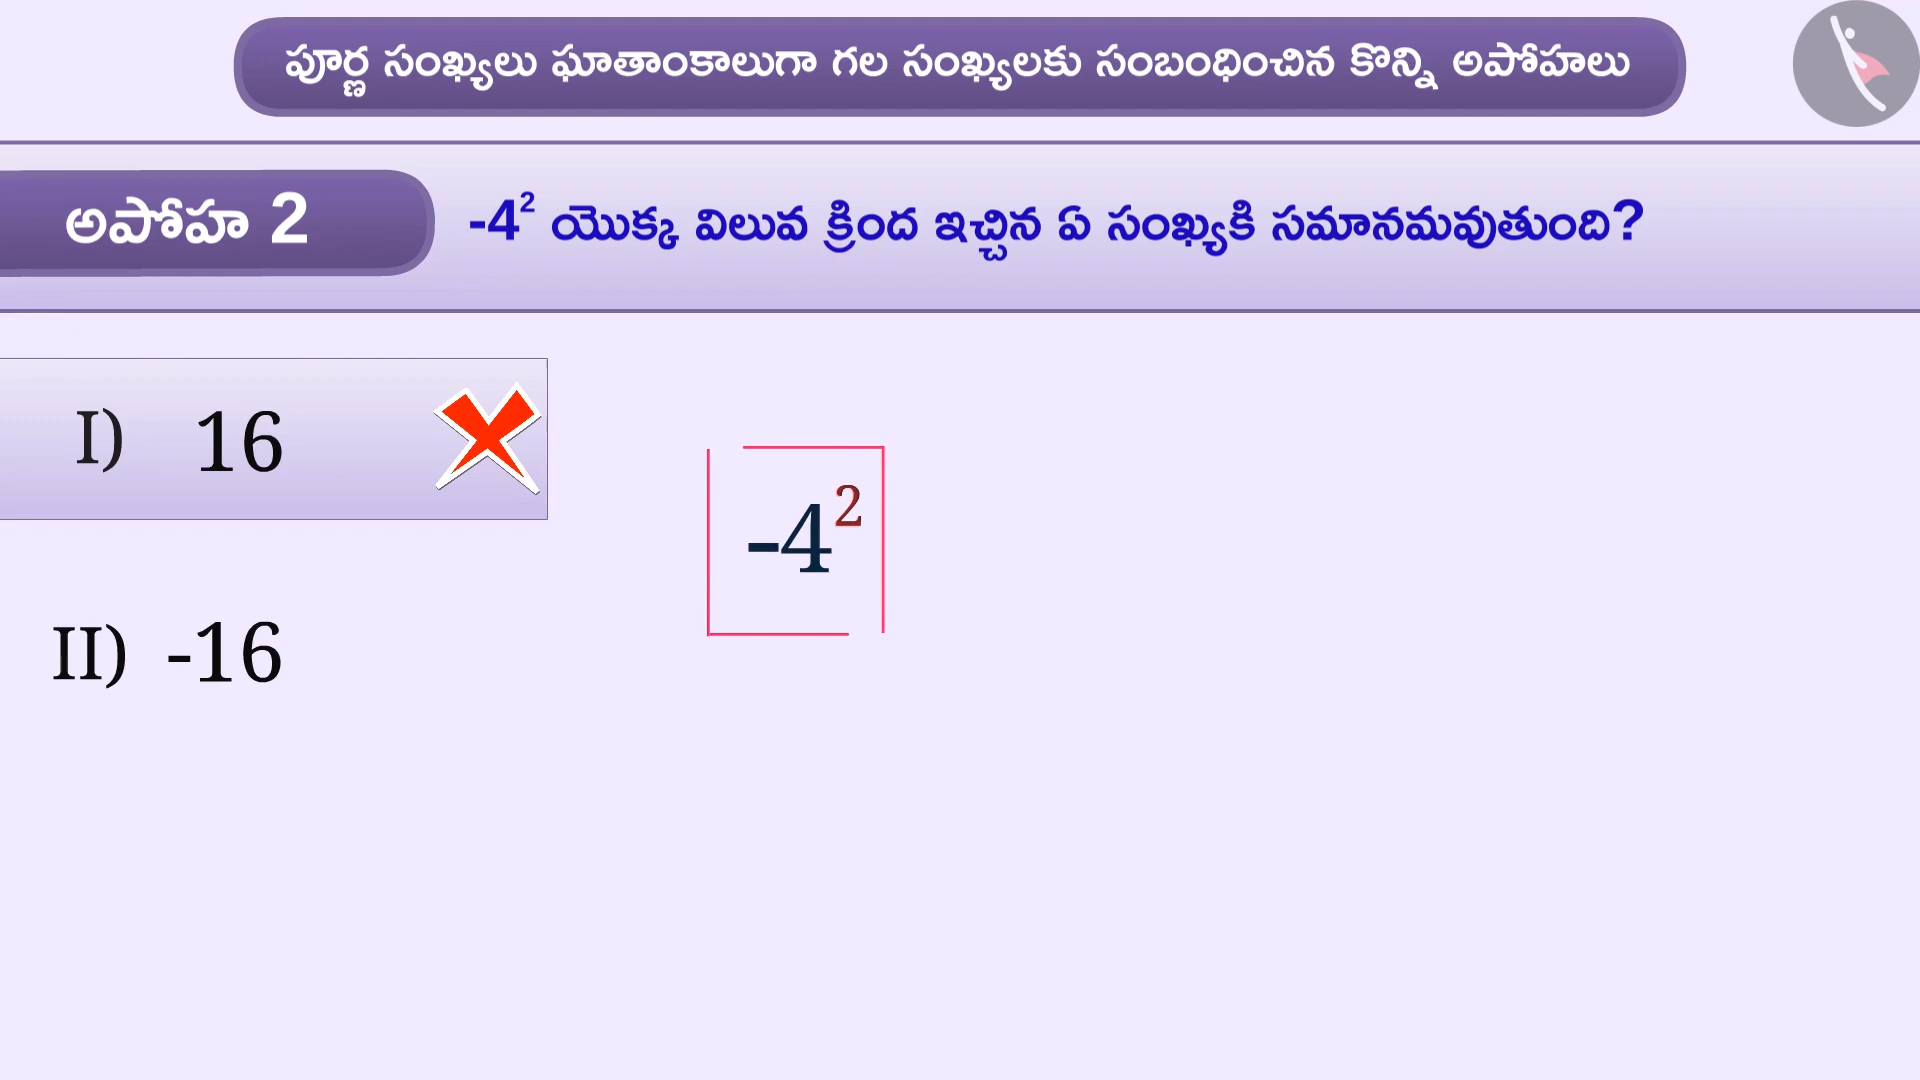 పూర్ణ సంఖ్యలు ఘాతాంకాలుగా గల సంఖ్యలకు సంబంధించిన కొన్ని అపోహలు
అపోహ 2
-4² యొక్క విలువ క్రింద ఇచ్చిన ఏ సంఖ్యకి సమానమవుతుంది?
I) 16
-4²
II) -16